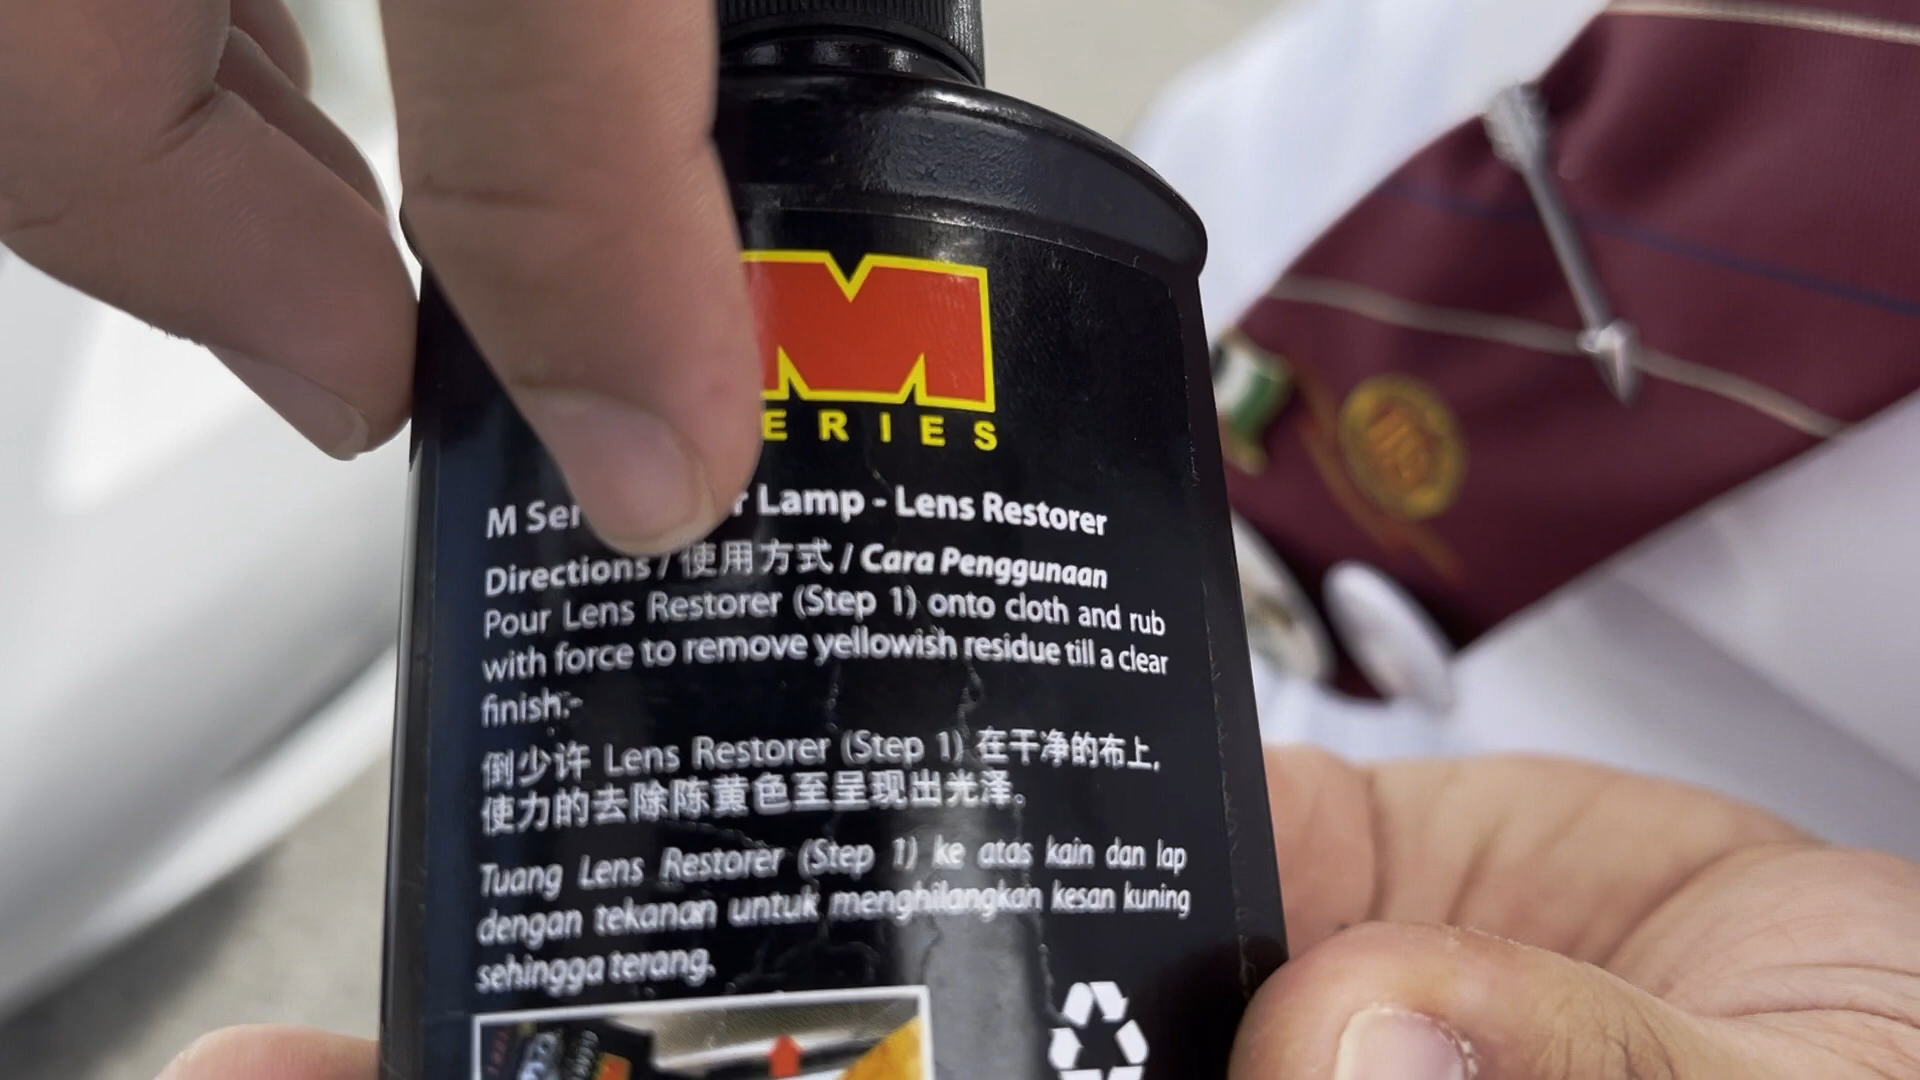 M
ERIES
M Ser Lamp - Lens Restorer
Directions / 使用方式 / Cara Penggunaan
Pour Lens Restorer (Step 1) onto cloth and rub
with force to remove yellowish residue till a clear
finish.-
倒少许 Lens Restorer (Step 1) 在干净的布上,
使力的去除陈黄色至呈现出光泽。
Tuang Lens Restorer (Step 1) ke atas kain dan lap
dengan tekanan untuk menghilangkan kesan kuning
sehingga terang.